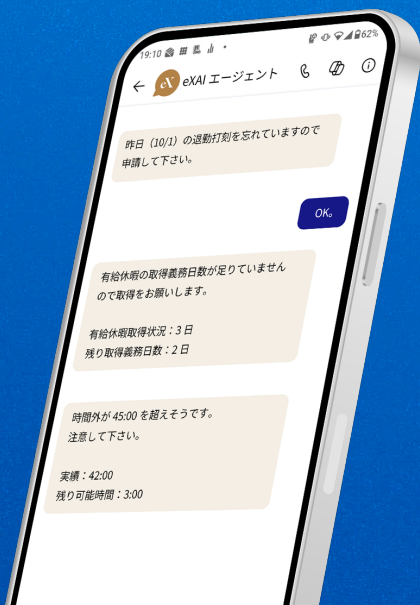 19:10
62%
eX eXAI エージェント
昨日（10/1）の退勤打刻を忘れていますので
申請して下さい。
OK。
有給休暇の取得義務日数が足りていません
ので取得をお願いします。
有給休暇取得状況：3 日
残り取得義務日数：2 日
時間外が 45:00 を超えそうです。
注意して下さい。
実績：42:00
残り可能時間：3:00